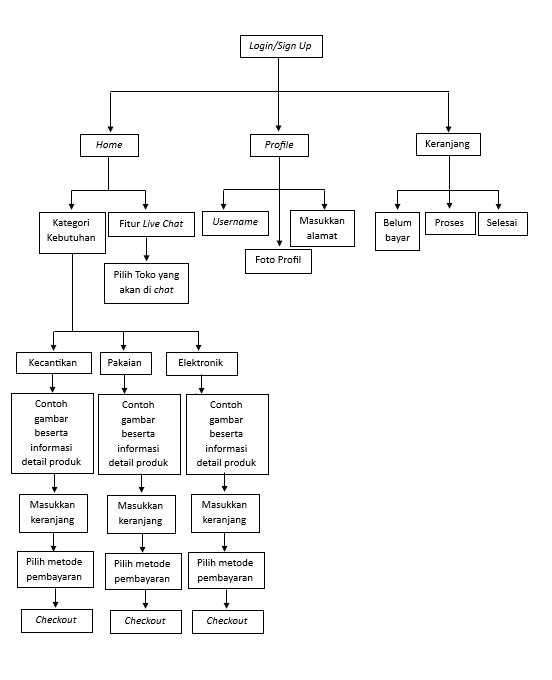 Login/Sign Up
Home
Profile
Keranjang
Kategori
Kebutuhan
Fitur Live Chat
Username
Masukkan
alamat
Belum
bayar
Proses
Selesai
Foto Profil
Pilih Toko yang
akan di chat
Kecantikan
Pakaian
Elektronik
Contoh
gambar
beserta
informasi
detail produk
Contoh
gambar
beserta
informasi
detail produk
Contoh
gambar
beserta
informasi
detail produk
Masukkan
keranjang
Masukkan
keranjang
Masukkan
keranjang
Pilih metode
pembayaran
Pilih metode
pembayaran
Pilih metode
pembayaran
Checkout
Checkout
Checkout